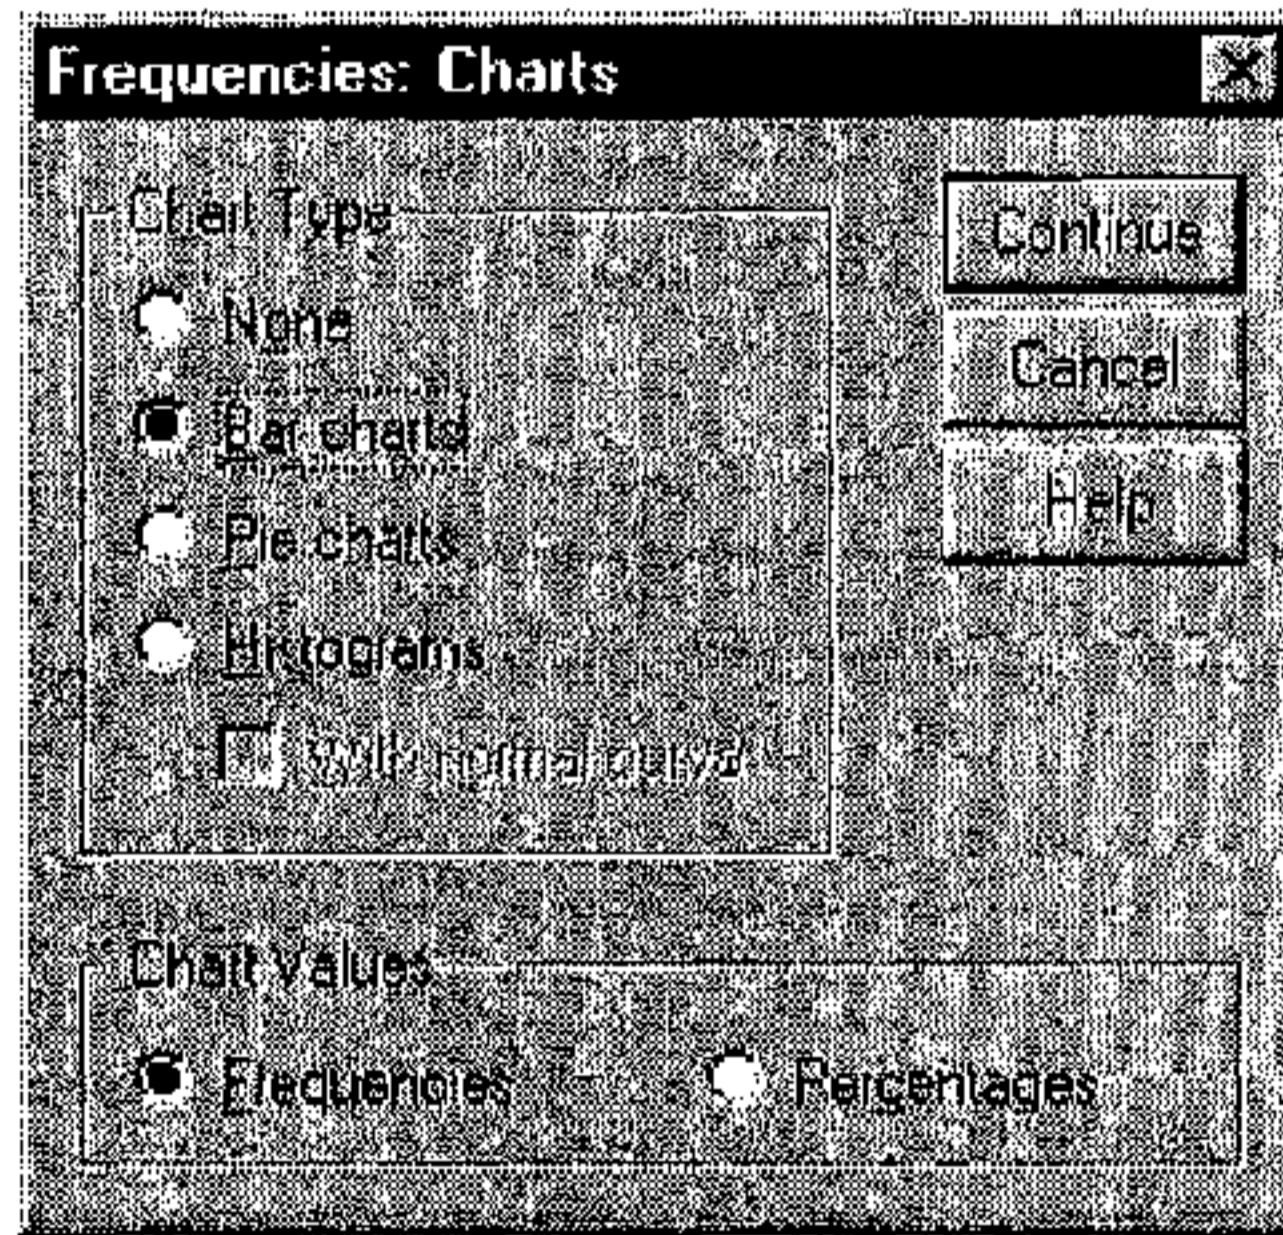 Frequencies: Charts
Chart Type
Continue
None
Cancel
Bar charts
Help
Pie charts
Histograms
With normal curve
Chart Values
Frequencies
Percentages